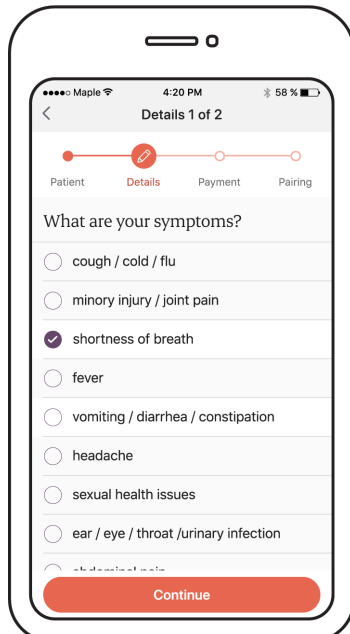 Maple 4:20 PM 58 %
Details 1 of 2
Patient Details Payment Pairing
What are your symptoms?
cough / cold / flu
minory injury / joint pain
shortness of breath
fever
vomiting / diarrhea / constipation
headache
sexual health issues
ear / eye / throat /urinary infection
abdominal pain
Continue